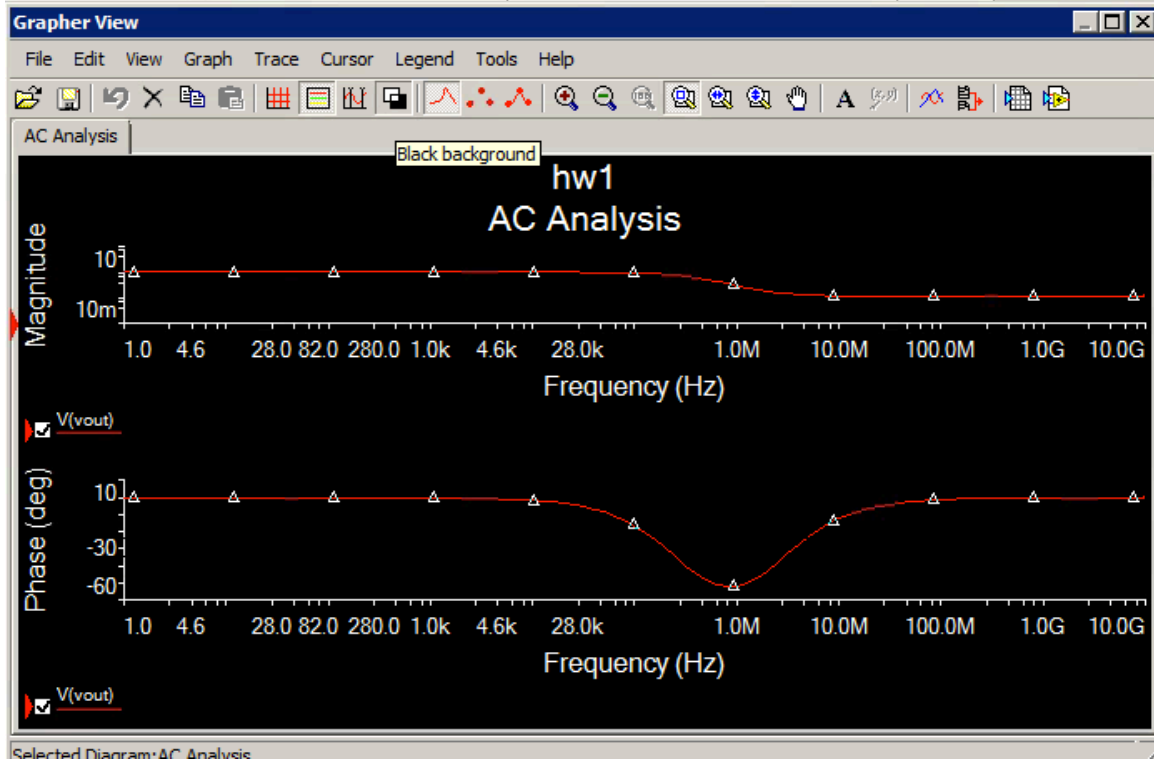 Grapher View
File Edit View Graph Trace Cursor Legend Tools Help
AC Analysis
Black background
hw1
AC Analysis
Magnitude
10
10m
1.0 4.6 28.0 82.0 280.0 1.0k 4.6k 28.0k 1.0M 10.0M 100.0M 1.0G 10.0G
Frequency (Hz)
V(vout)
Phase (deg)
10
-30
-60
1.0 4.6 28.0 82.0 280.0 1.0k 4.6k 28.0k 1.0M 10.0M 100.0M 1.0G 10.0G
Frequency (Hz)
V(vout)
Selected Diagram:AC Analysis